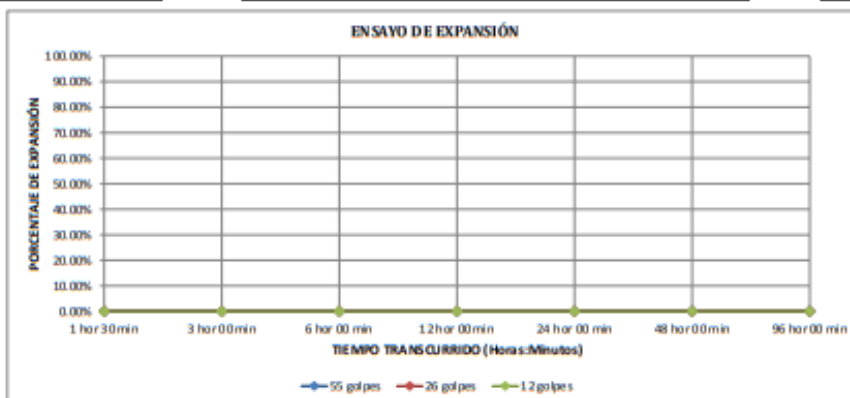 ENSAYO DE EXPANSIÓN
PORCENTAJE DE EXPANSIÓN
100.00%
90.00%
80.00%
70.00%
60.00%
50.00%
40.00%
30.00%
20.00%
10.00%
0.00%
1 hor 30 min 3 hor 00 min 6 hor 00 min 12 hor 00 min 24 hor 00 min 48 hor 00 min 96 hor 00 min
TIEMPO TRANSCURRIDO (Horas:Minutos)
55 golpes 26 golpes 12 golpes